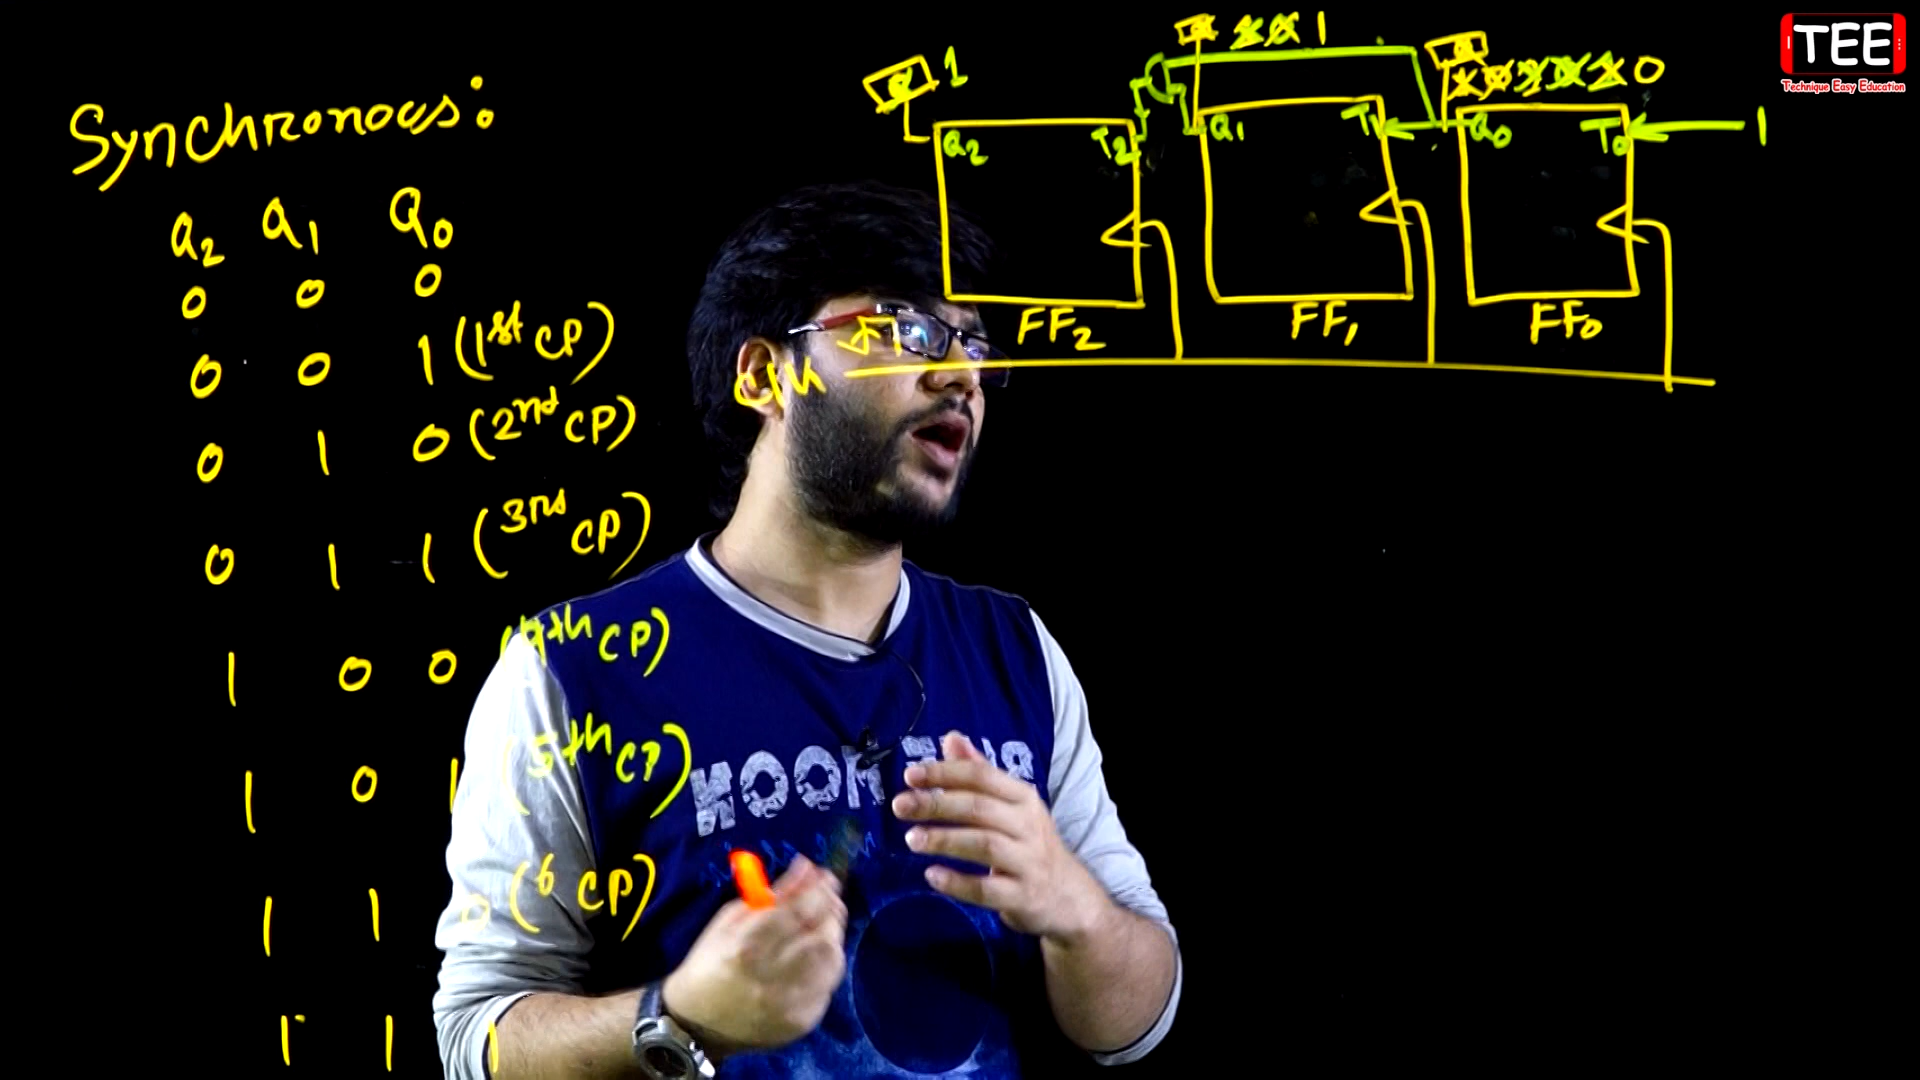 TEE
Technique Easy Education
Synchronous:
Q2 Q1 Q0
0 0 0
0 0 1 (1st CP)
0 1 0 (2nd CP)
0 1 1 (3rd CP)
1 0 0 (4th CP)
1 0 1 (5th CP)
1 1 0 (6 CP)
1 1 1
1
1
0
Q2 T2
Q1 T1
Q0 T0 1
FF2
FF1
FF0
Clk
BLUE MOON